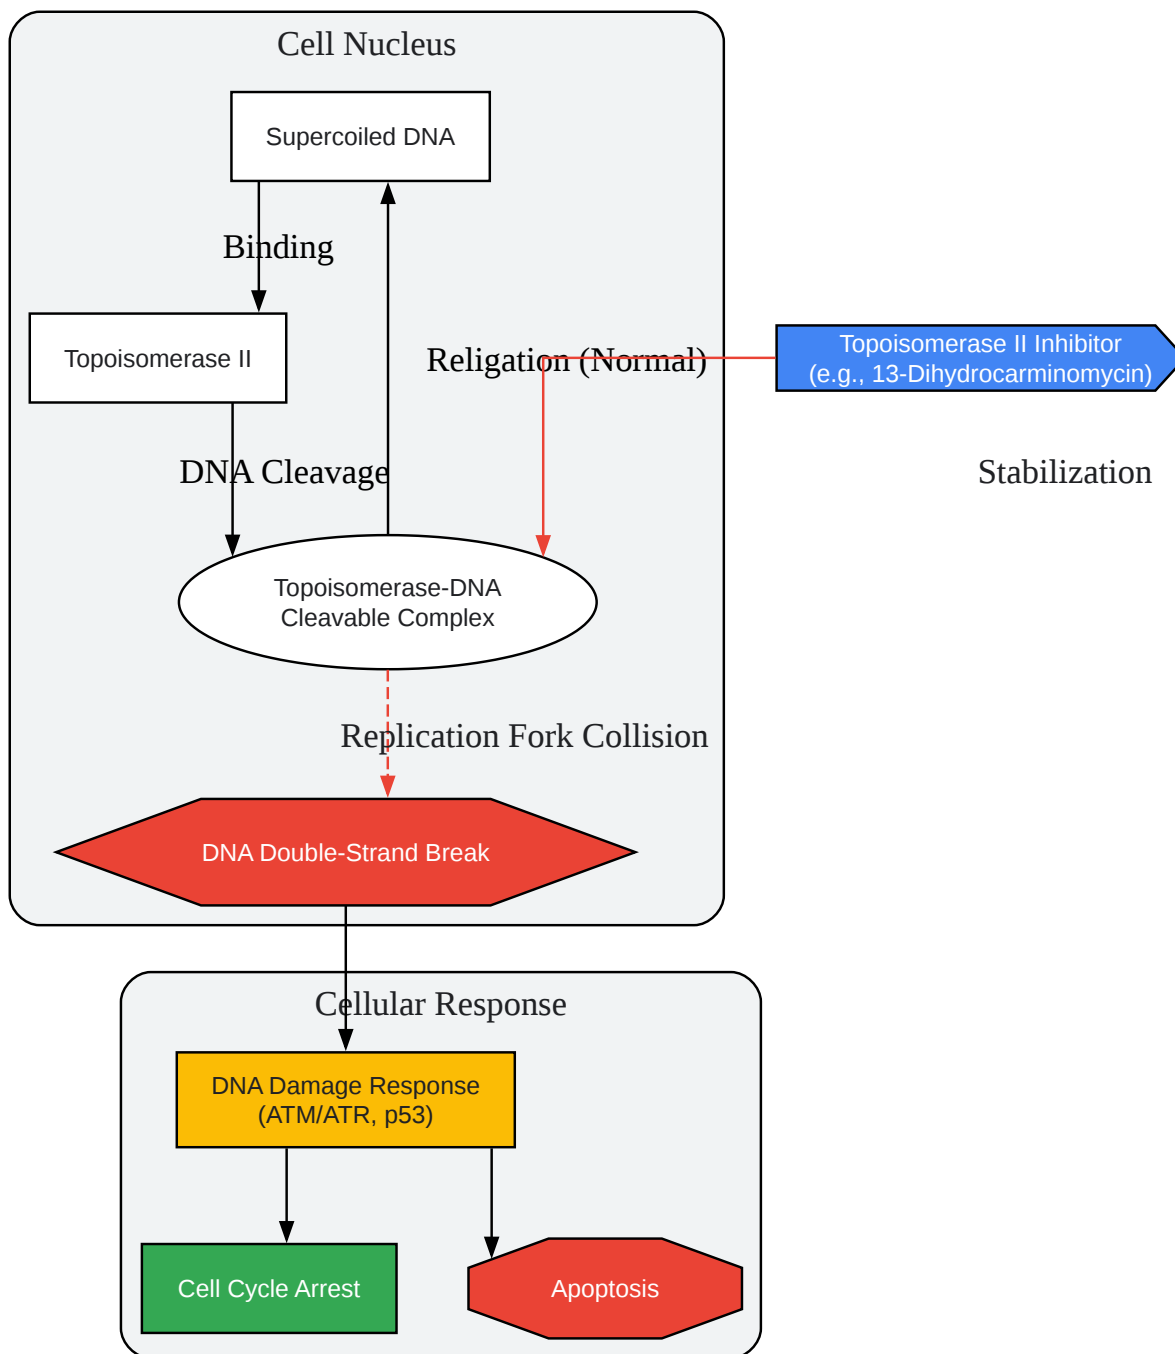 Cell Nucleus
Supercoiled DNA
Binding
Topoisomerase II
Religation (Normal)
Topoisomerase II Inhibitor
(e.g., 13-Dihydrocarminomycin)
DNA Cleavage
Stabilization
Topoisomerase-DNA
Cleavable Complex
Replication Fork Collision
DNA Double-Strand Break
Cellular Response
DNA Damage Response
(ATM/ATR, p53)
Cell Cycle Arrest
Apoptosis